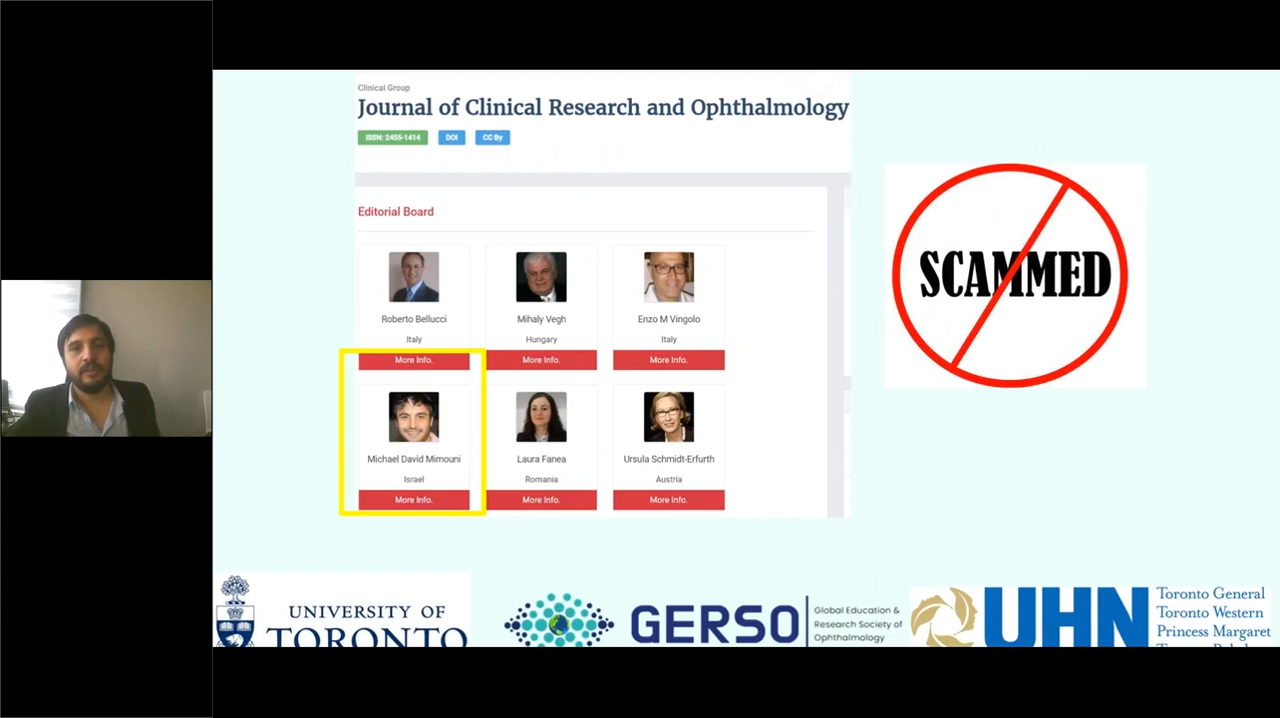 Clinical Group
Journal of Clinical Research and Ophthalmology
ISSN: 2455-1414 DOI CC By
Editorial Board
Roberto Bellucci Mihaly Vegh Enzo M Vingolo
Italy Hungary Italy
More Info. More Info. More Info.
Michael David Mimouni Laura Fanea Ursula Schmidt-Erfurth
Israel Romania Austria
More Info. More Info. More Info.
SCAMMED
UNIVERSITY OF
TORONTO
GERSO
Global Education &
Research Society of
Ophthalmology
UHN
Toronto General
Toronto Western
Princess Margaret